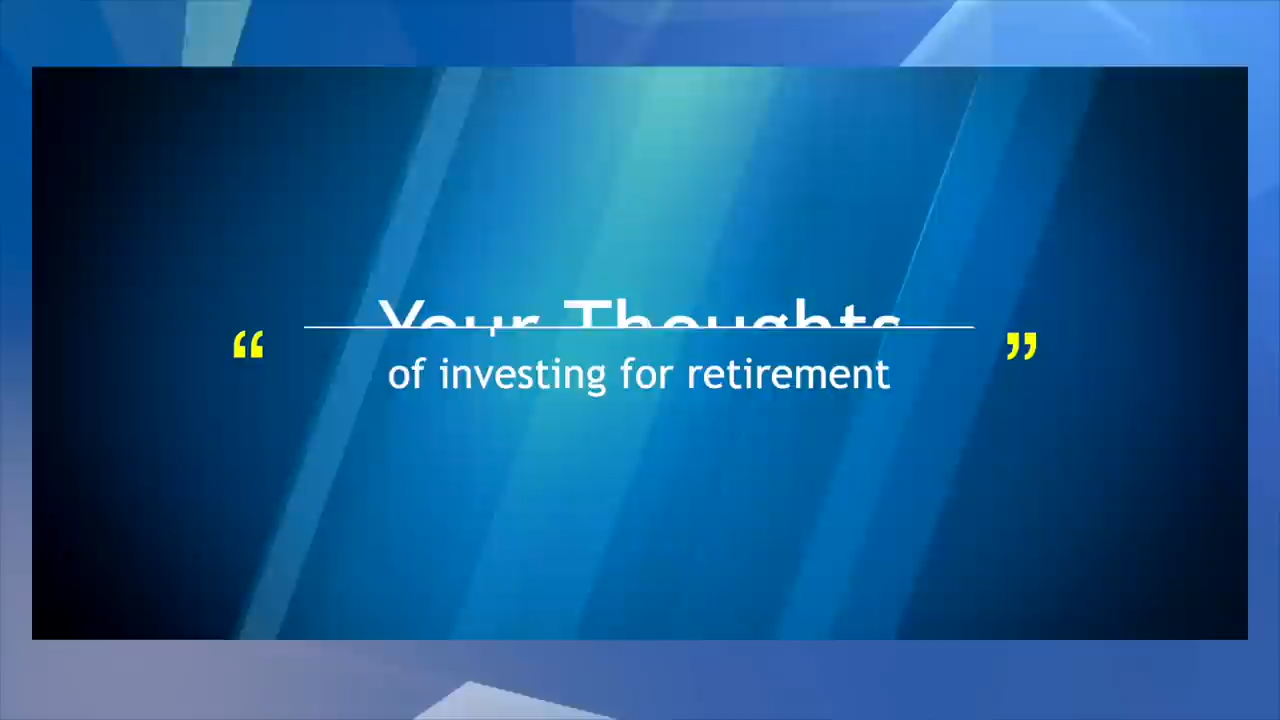 Your Thoughts
“ ”
of investing for retirement